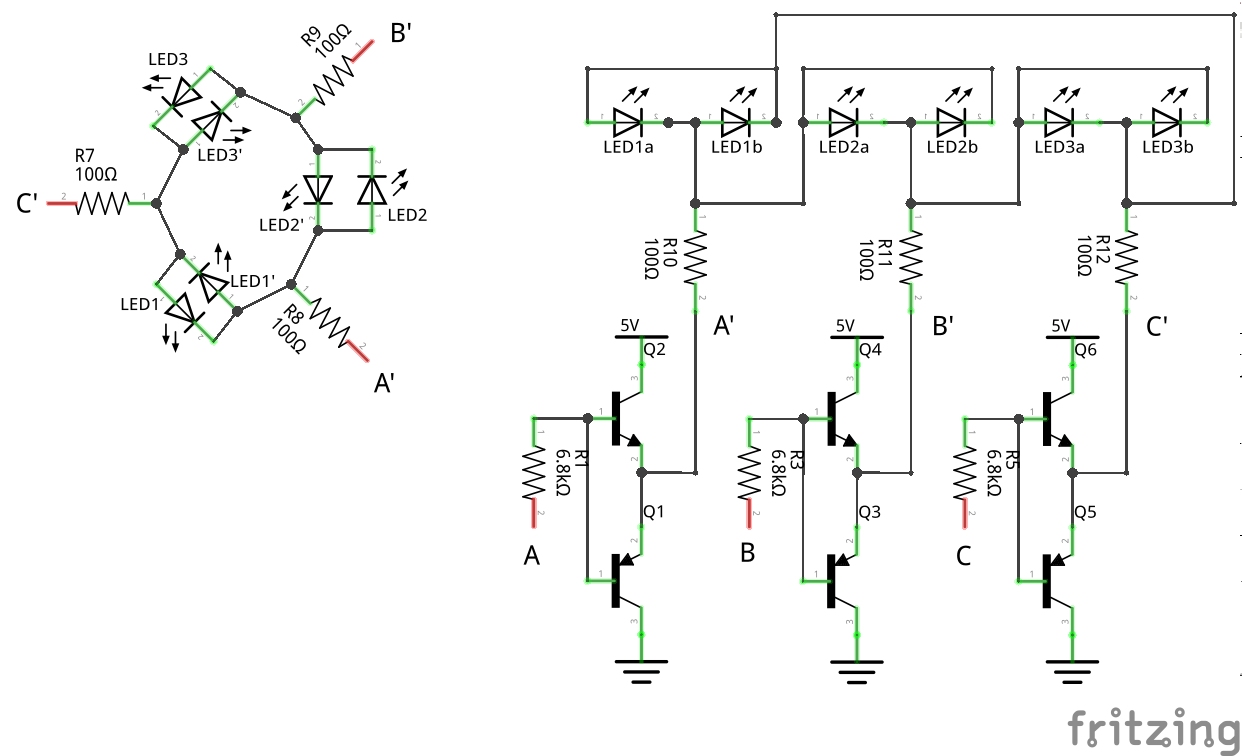 B'
R9
100Ω
LED3
LED3'
R7
100Ω
C'
LED2'
LED2
LED1'
LED1
R8
100Ω
A'
LED1a
LED1b
LED2a
LED2b
LED3a
LED3b
R10
100Ω
R11
100Ω
R12
100Ω
A'
B'
C'
5V
Q2
5V
Q4
5V
Q6
R1
6.8kΩ
R3
6.8kΩ
R5
6.8kΩ
Q1
Q3
Q5
A
B
C
fritzing